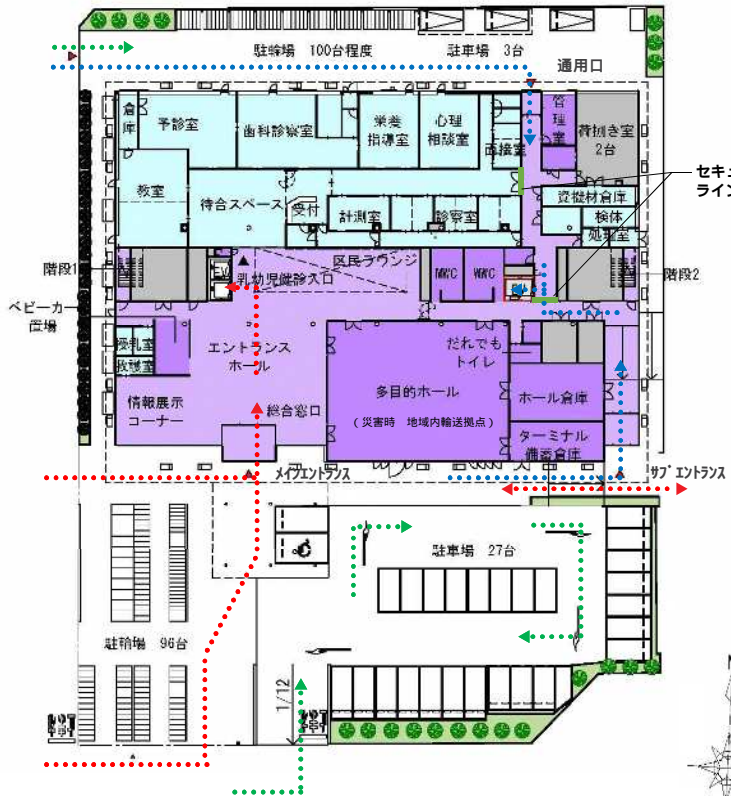 駐輪場 100台程度
駐車場 3台
通用口
倉庫
予診室
歯科診察室
栄養
指導室
心理
相談室
面接室
管理室
荷捌き室
2台
セキュ
ライン
教室
待合スペース
受付
計測室
診察室
資機材倉庫
検体
処理室
階段1
EV
乳幼児健診入口
区民ラウンジ
MWC
WWC
EV
階段2
ベビーカー
置場
授乳室
救護室
エントランス
ホール
だれでも
トイレ
情報展示
コーナー
総合窓口
多目的ホール
(災害時 地域内輸送拠点)
ホール倉庫
ターミナル
備蓄倉庫
メインエントランス
サブエントランス
駐車場 27台
駐輪場 96台
1/12
N